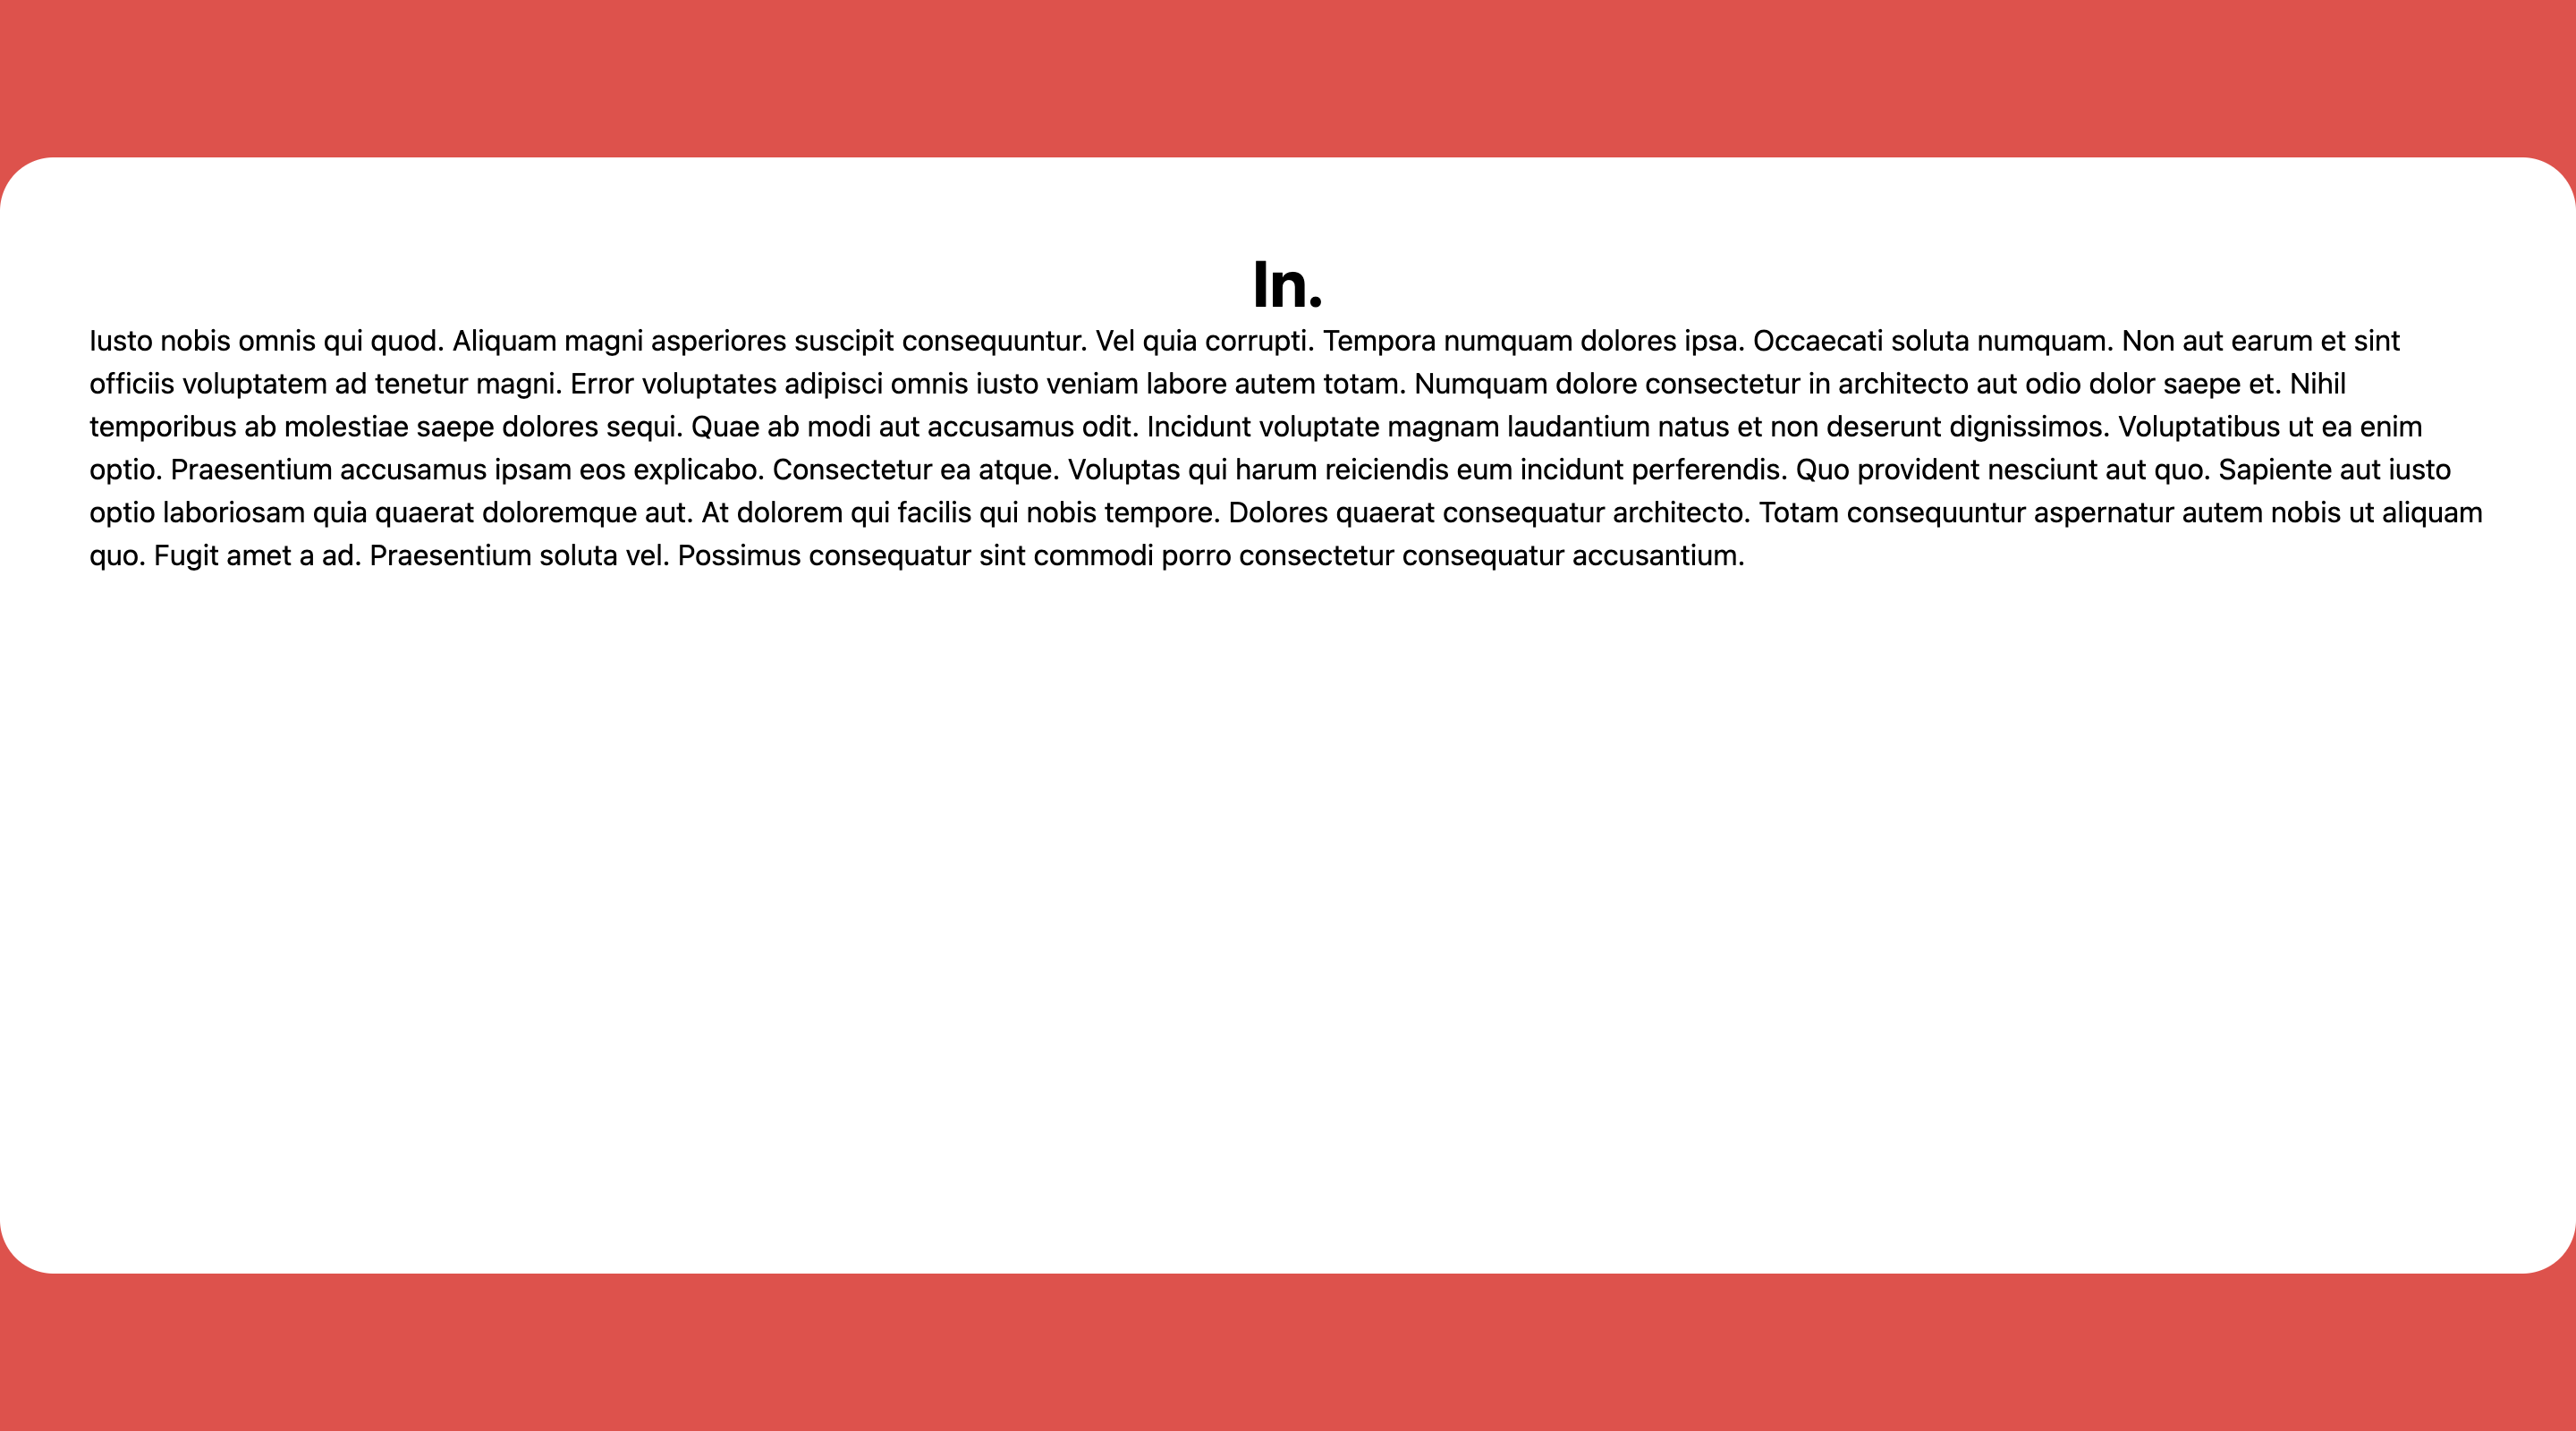 In.
Iusto nobis omnis qui quod. Aliquam magni asperiores suscipit consequuntur. Vel quia corrupti. Tempora numquam dolores ipsa. Occaecati soluta numquam. Non aut earum et sint
officiis voluptatem ad tenetur magni. Error voluptates adipisci omnis iusto veniam labore autem totam. Numquam dolore consectetur in architecto aut odio dolor saepe et. Nihil
temporibus ab molestiae saepe dolores sequi. Quae ab modi aut accusamus odit. Incidunt voluptate magnam laudantium natus et non deserunt dignissimos. Voluptatibus ut ea enim
optio. Praesentium accusamus ipsam eos explicabo. Consectetur ea atque. Voluptas qui harum reiciendis eum incidunt perferendis. Quo provident nesciunt aut quo. Sapiente aut iusto
optio laboriosam quia quaerat doloremque aut. At dolorem qui facilis qui nobis tempore. Dolores quaerat consequatur architecto. Totam consequuntur aspernatur autem nobis ut aliquam
quo. Fugit amet a ad. Praesentium soluta vel. Possimus consequatur sint commodi porro consectetur consequatur accusantium.